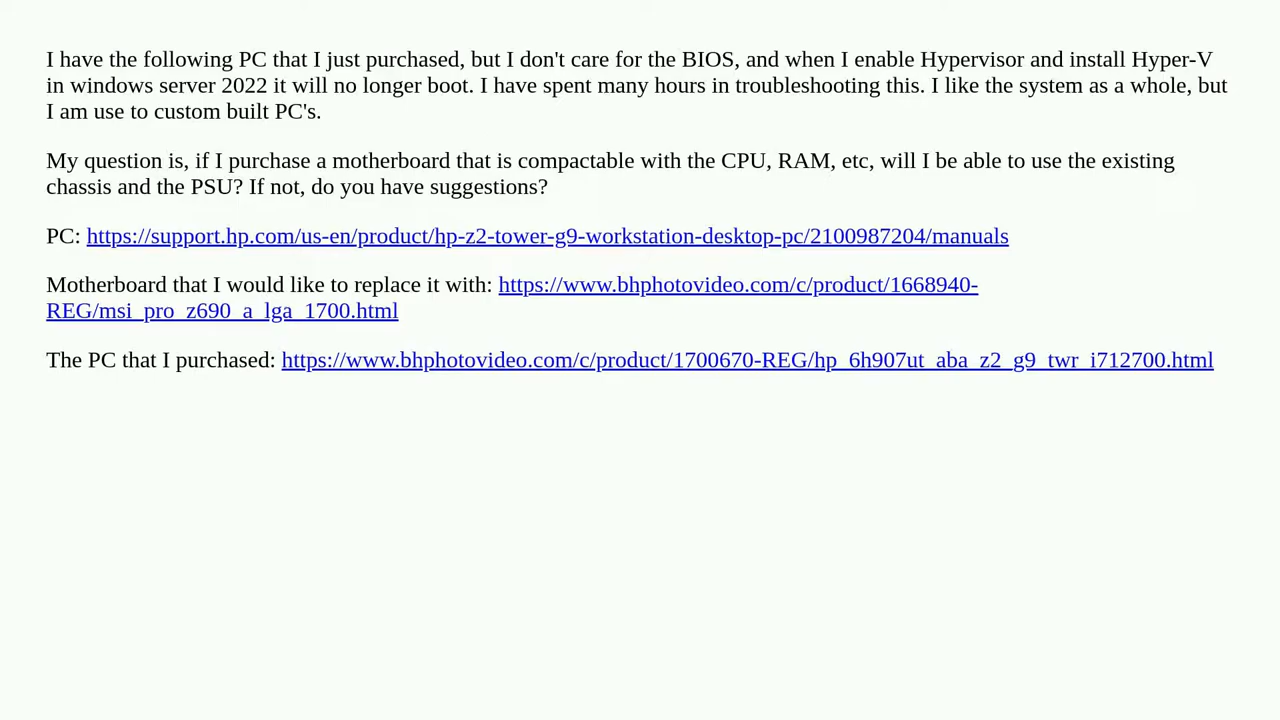 I have the following PC that I just purchased, but I don't care for the BIOS, and when I enable Hypervisor and install Hyper-V
in windows server 2022 it will no longer boot. I have spent many hours in troubleshooting this. I like the system as a whole, but
I am use to custom built PC's.
My question is, if I purchase a motherboard that is compactable with the CPU, RAM, etc, will I be able to use the existing
chassis and the PSU? If not, do you have suggestions?
PC: https://support.hp.com/us-en/product/hp-z2-tower-g9-workstation-desktop-pc/2100987204/manuals
Motherboard that I would like to replace it with: https://www.bhphotovideo.com/c/product/1668940-
REG/msi_pro_z690_a_lga_1700.html
The PC that I purchased: https://www.bhphotovideo.com/c/product/1700670-REG/hp_6h907ut_aba_z2_g9_twr_i712700.html